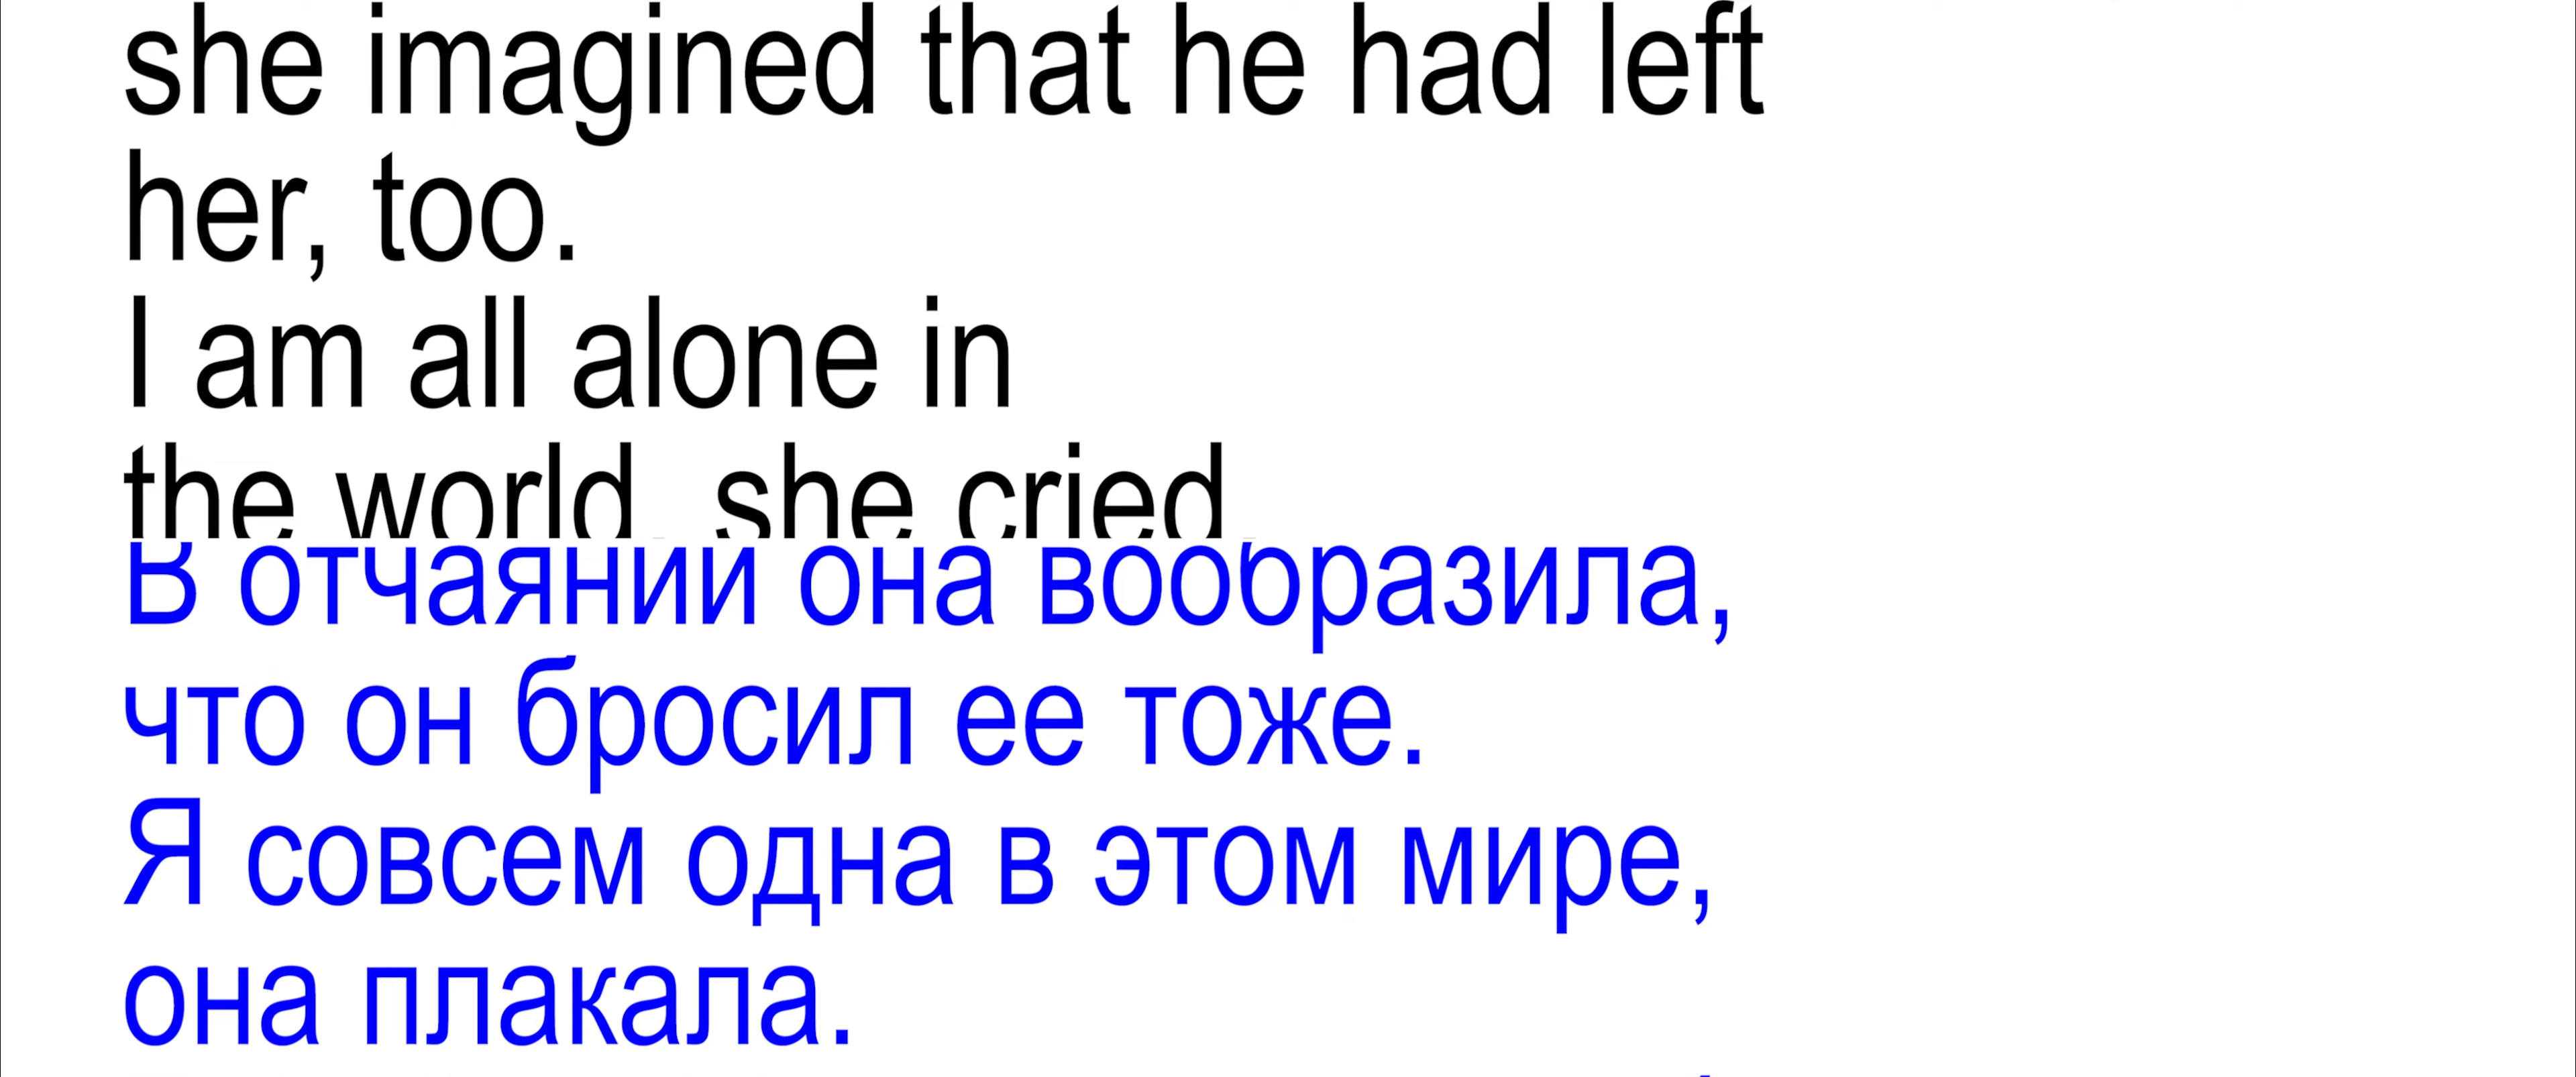 she imagined that he had left
her, too.
I am all alone in
the world, she cried.
В отчаянии она вообразила,
что он бросил ее тоже.
Я совсем одна в этом мире,
она плакала.